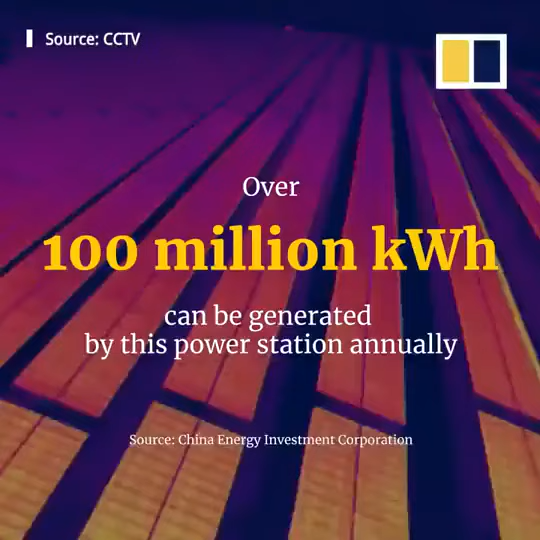 Source: CCTV
Over
100 million kWh
can be generated
by this power station annually
Source: China Energy Investment Corporation